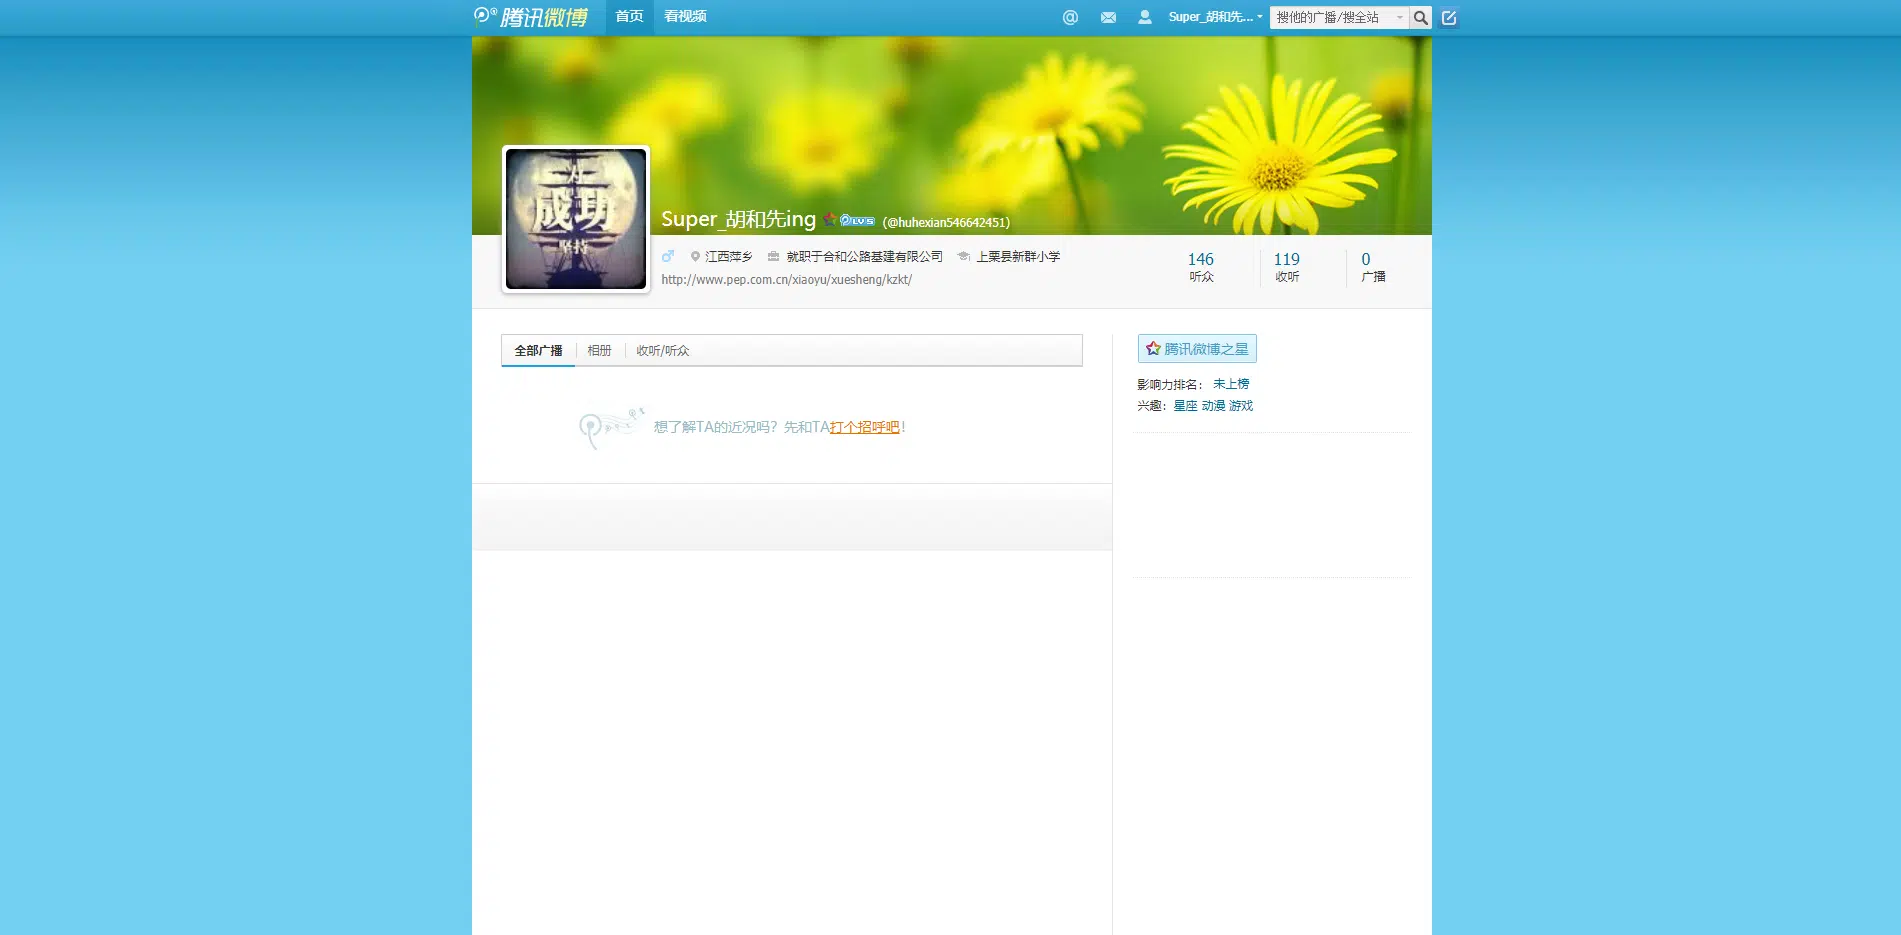 腾讯微博 首页 看视频 @ Super_胡和先... 搜他的广播/搜全站
为
成功
坚持
Super_胡和先ing LV.5 (@huhexian546642451)
江西萍乡 就职于合和公路基建有限公司 上栗县新群小学
http://www.pep.com.cn/xiaoyu/xuesheng/kzkt/
146 119 0
听众 收听 广播
全部广播 相册 收听/听众
想了解TA的近况吗？先和TA打个招呼吧！
腾讯微博之星
影响力排名： 未上榜
兴趣： 星座 动漫 游戏